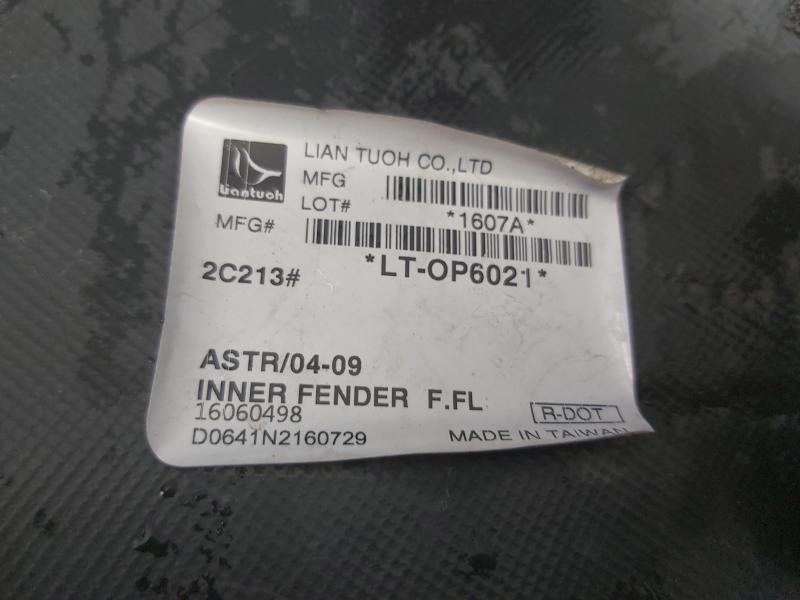 Liantuoh
LIAN TUOH CO.,LTD
MFG
LOT#
*1607A*
MFG#
*LT-OP6021*
2C213#
ASTR/04-09
INNER FENDER F.FL
16060498
R-DOT
D0641N2160729
MADE IN TAIWAN